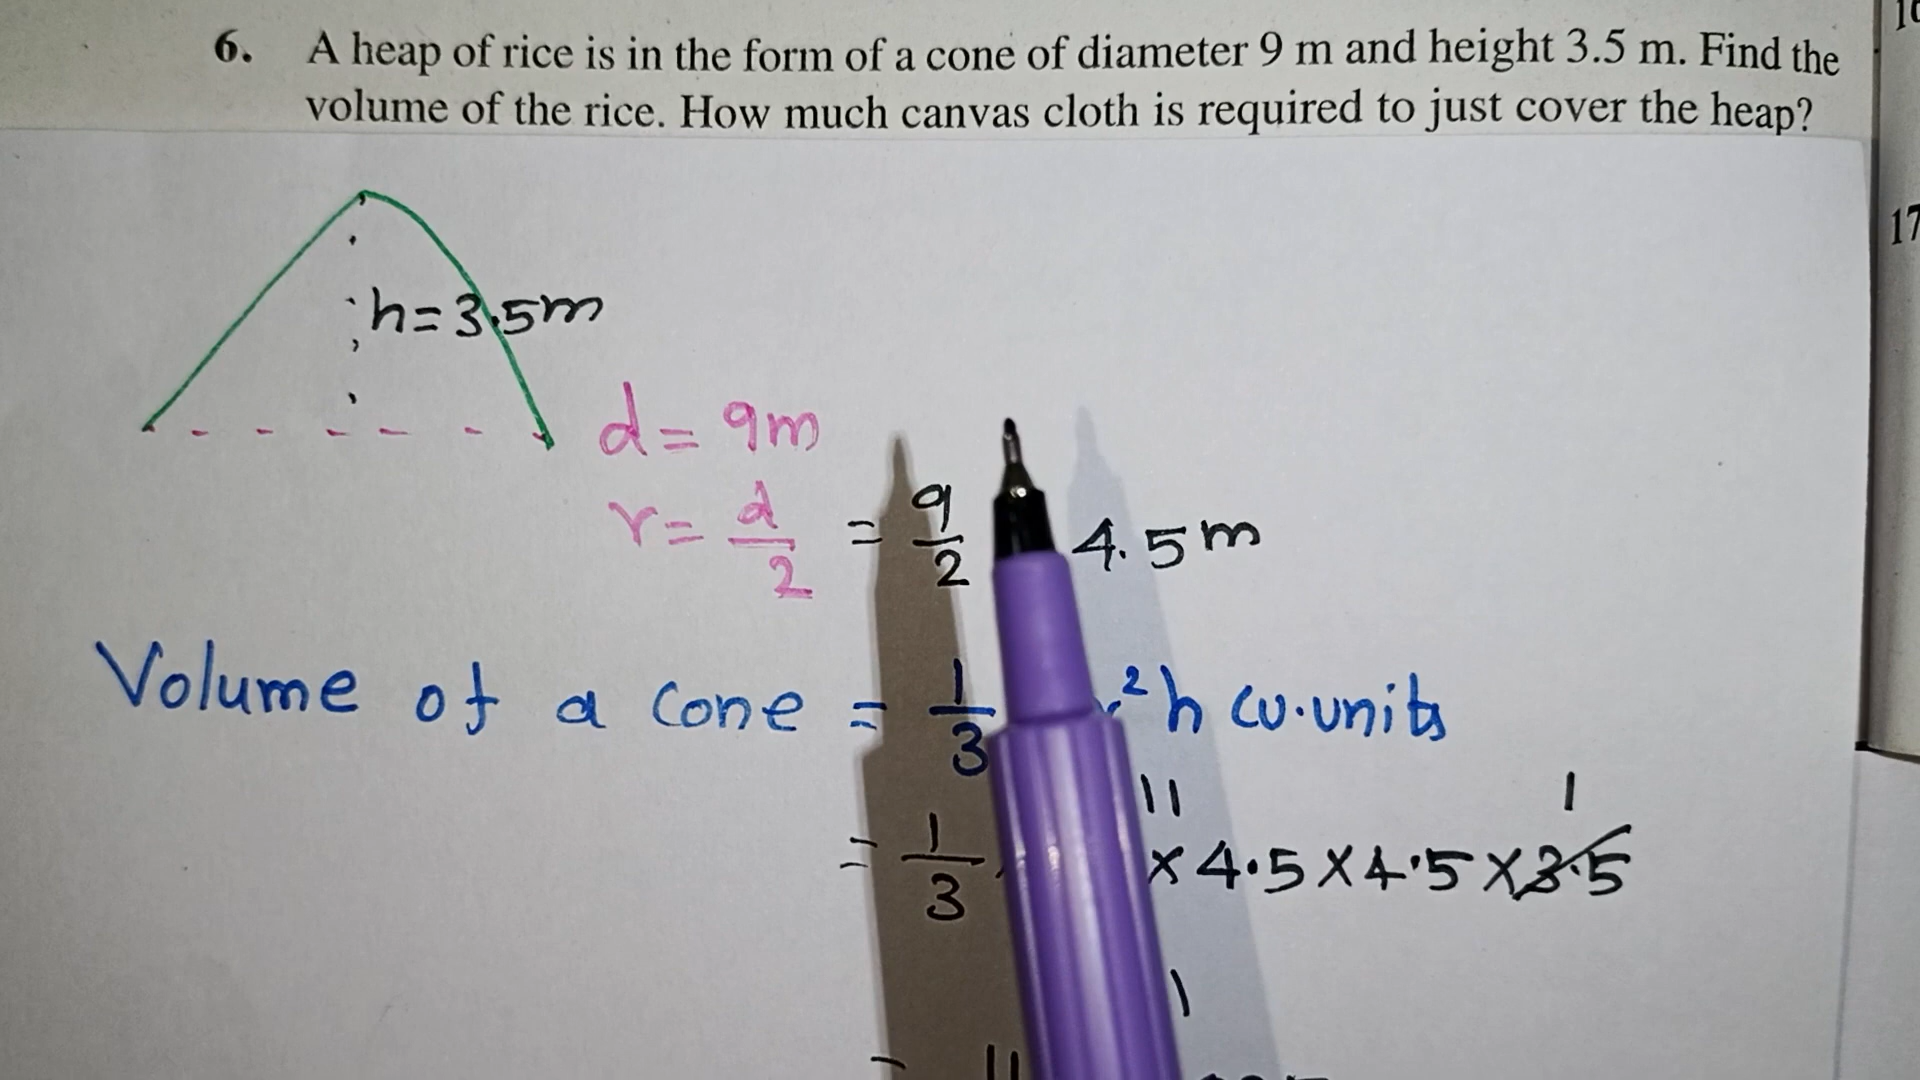 6. A heap of rice is in the form of a cone of diameter 9 m and height 3.5 m. Find the
volume of the rice. How much canvas cloth is required to just cover the heap?
17
h=3.5m
d = 9m
r = d/2 = 9/2 4.5m
Volume of a cone = 1/3 ²h cu.units
11 1
= 1/3 × 4.5 × 4.5 × 3.5
1
= 11